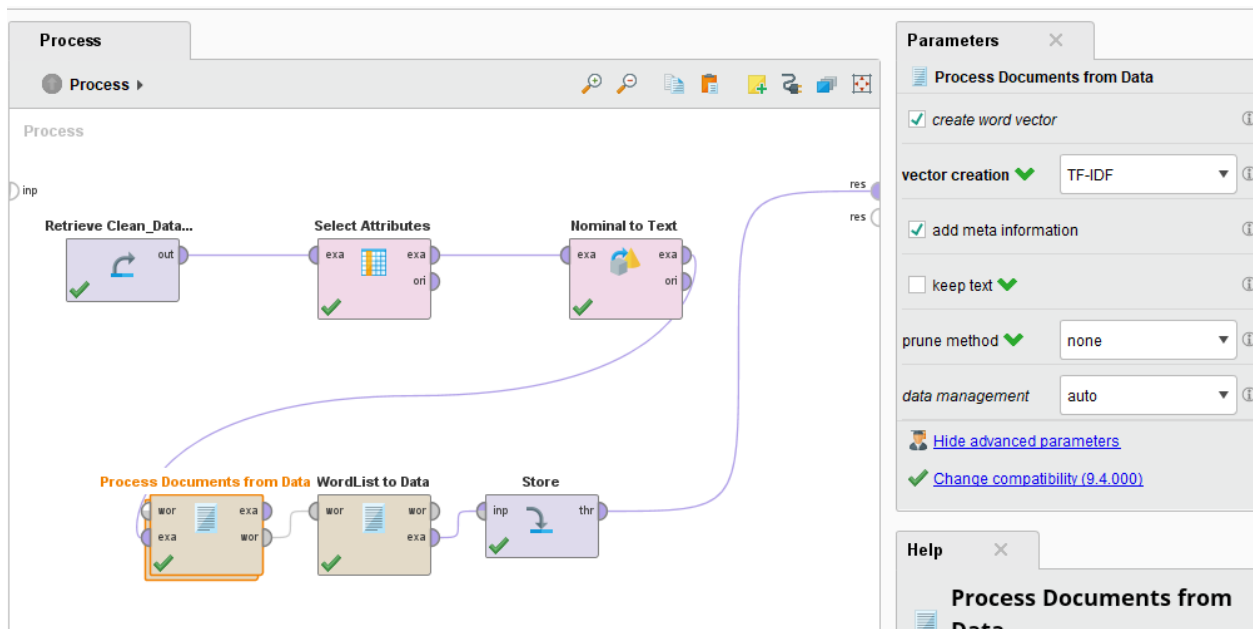 Process
Process
Process
inp
res
res
Retrieve Clean_Data...
out
Select Attributes
exa
exa
ori
Nominal to Text
exa
exa
ori
Process Documents from Data
wor
exa
exa
wor
WordList to Data
wor
wor
exa
Store
inp
thr
Parameters
Process Documents from Data
create word vector
vector creation
TF-IDF
add meta information
keep text
prune method
none
data management
auto
Hide advanced parameters
Change compatibility (9.4.000)
Help
Process Documents from
Data